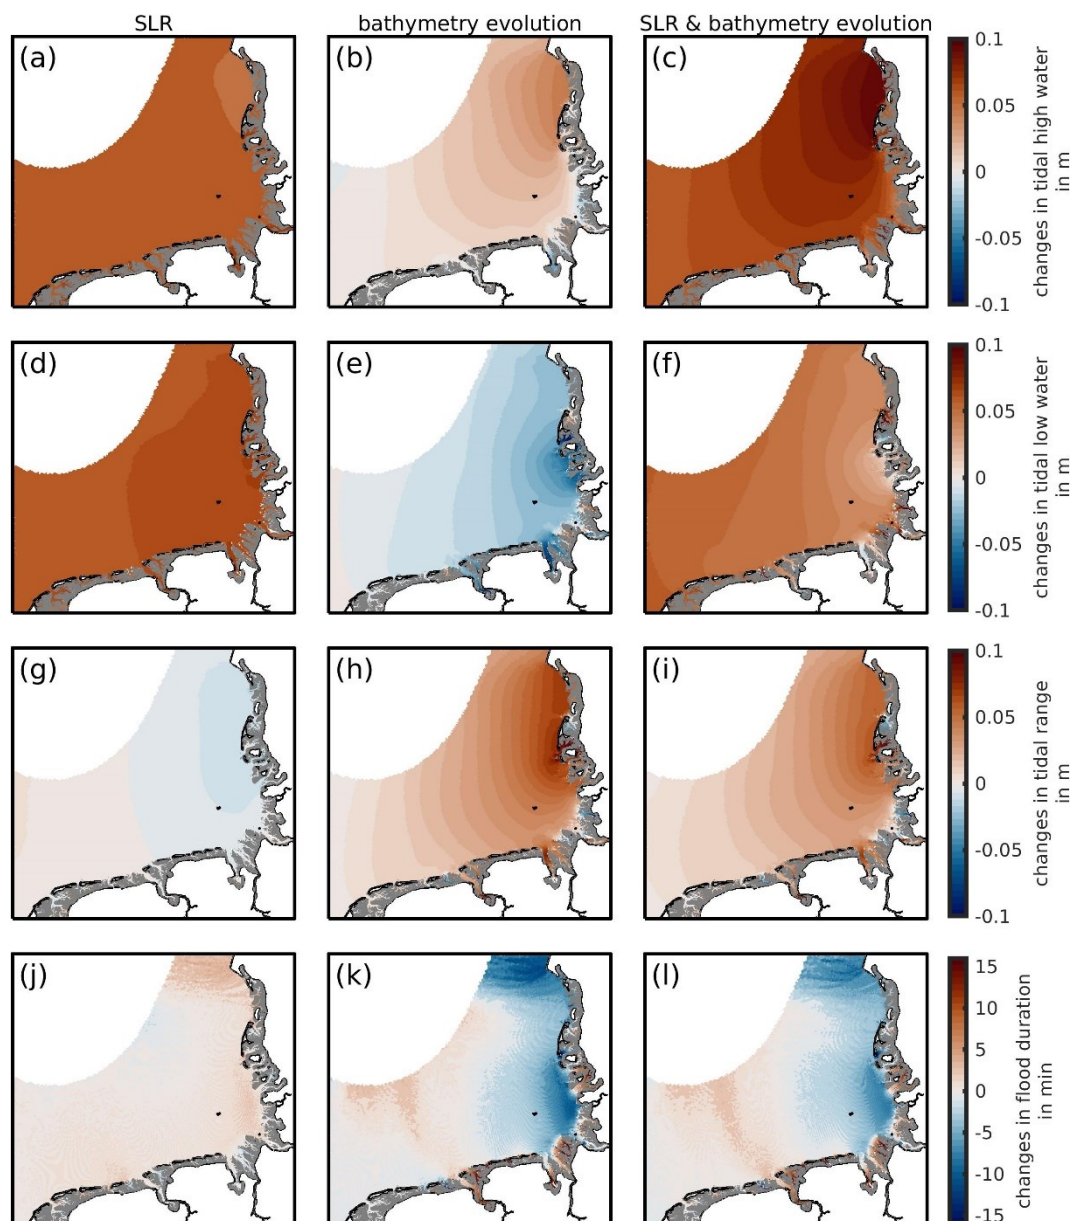 SLR bathymetry evolution SLR & bathymetry evolution
(a) (b) (c)
0.1
0.05
0
-0.05
-0.1
changes in tidal high water
in m
(d) (e) (f)
0.1
0.05
0
-0.05
-0.1
changes in tidal low water
in m
(g) (h) (i)
0.1
0.05
0
-0.05
-0.1
changes in tidal range
in m
(j) (k) (l)
15
10
5
0
-5
-10
-15
changes in flood duration
in min